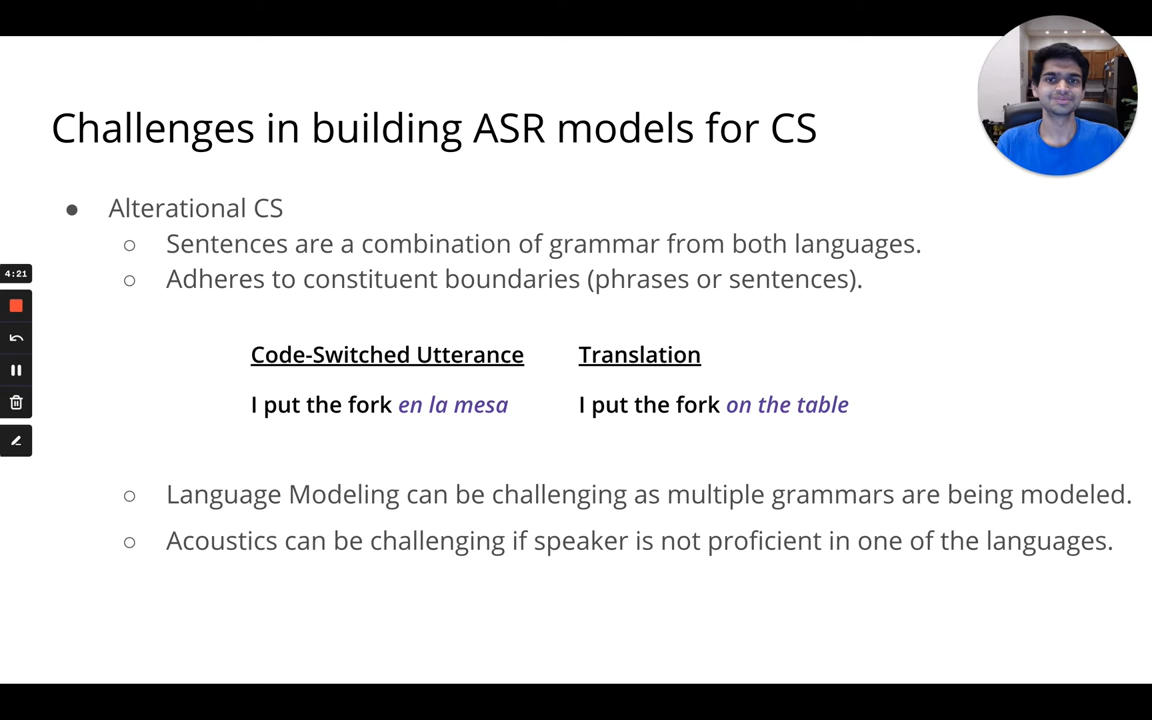 Challenges in building ASR models for CS
● Alterational CS
○ Sentences are a combination of grammar from both languages.
○ Adheres to constituent boundaries (phrases or sentences).
4:21
Code-Switched Utterance Translation
I put the fork en la mesa I put the fork on the table
○ Language Modeling can be challenging as multiple grammars are being modeled.
○ Acoustics can be challenging if speaker is not proficient in one of the languages.